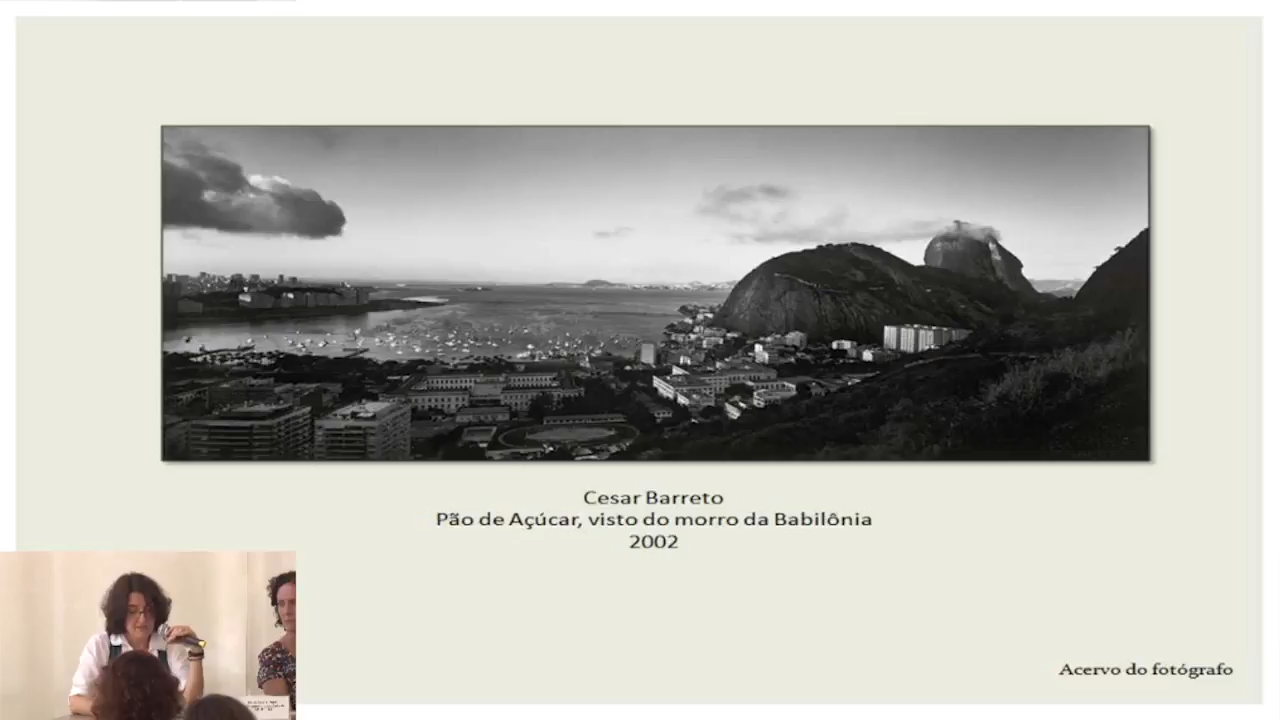 Cesar Barreto
Pão de Açúcar, visto do morro da Babilônia
2002
Acervo do fotógrafo